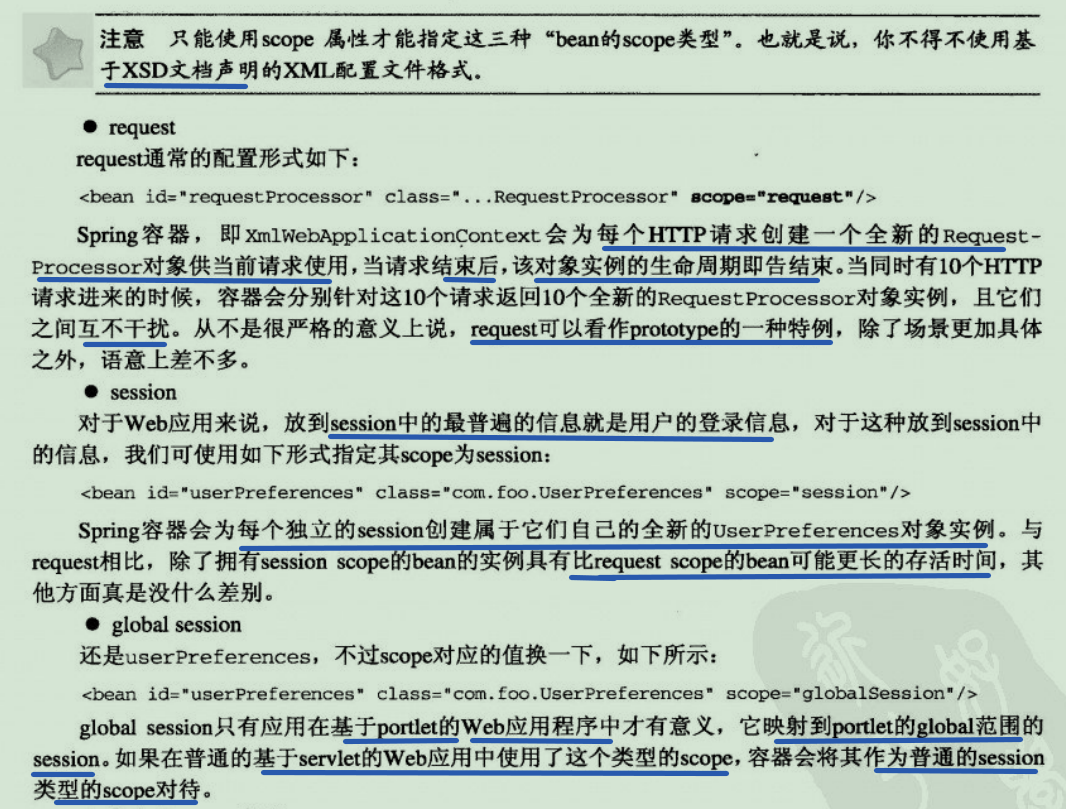 注意 只能使用scope 属性才能指定这三种“bean的scope类型”。也就是说，你不得不使用基
于XSD文档声明的XML配置文件格式。
● request
request通常的配置形式如下：
<bean id="requestProcessor" class="...RequestProcessor" scope="request"/>
Spring容器，即XmlWebApplicationContext会为每个HTTP请求创建一个全新的Request-
Processor对象供当前请求使用，当请求结束后，该对象实例的生命周期即告结束。当同时有10个HTTP
请求进来的时候，容器会分别针对这10个请求返回10个全新的RequestProcessor对象实例，且它们
之间互不干扰。从不是很严格的意义上说，request可以看作prototype的一种特例，除了场景更加具体
之外，语意上差不多。
● session
对于Web应用来说，放到session中的最普遍的信息就是用户的登录信息，对于这种放到session中
的信息，我们可使用如下形式指定其scope为session：
<bean id="userPreferences" class="com.foo.UserPreferences" scope="session"/>
Spring容器会为每个独立的session创建属于它们自己的全新的UserPreferences对象实例。与
request相比，除了拥有session scope的bean的实例具有比request scope的bean可能更长的存活时间，其
他方面真是没什么差别。
● global session
还是userPreferences，不过scope对应的值换一下，如下所示：
<bean id="userPreferences" class="com.foo.UserPreferences" scope="globalSession"/>
global session只有应用在基于portlet的Web应用程序中才有意义，它映射到portlet的global范围的
session。如果在普通的基于servlet的Web应用中使用了这个类型的scope，容器会将其作为普通的session
类型的scope对待。